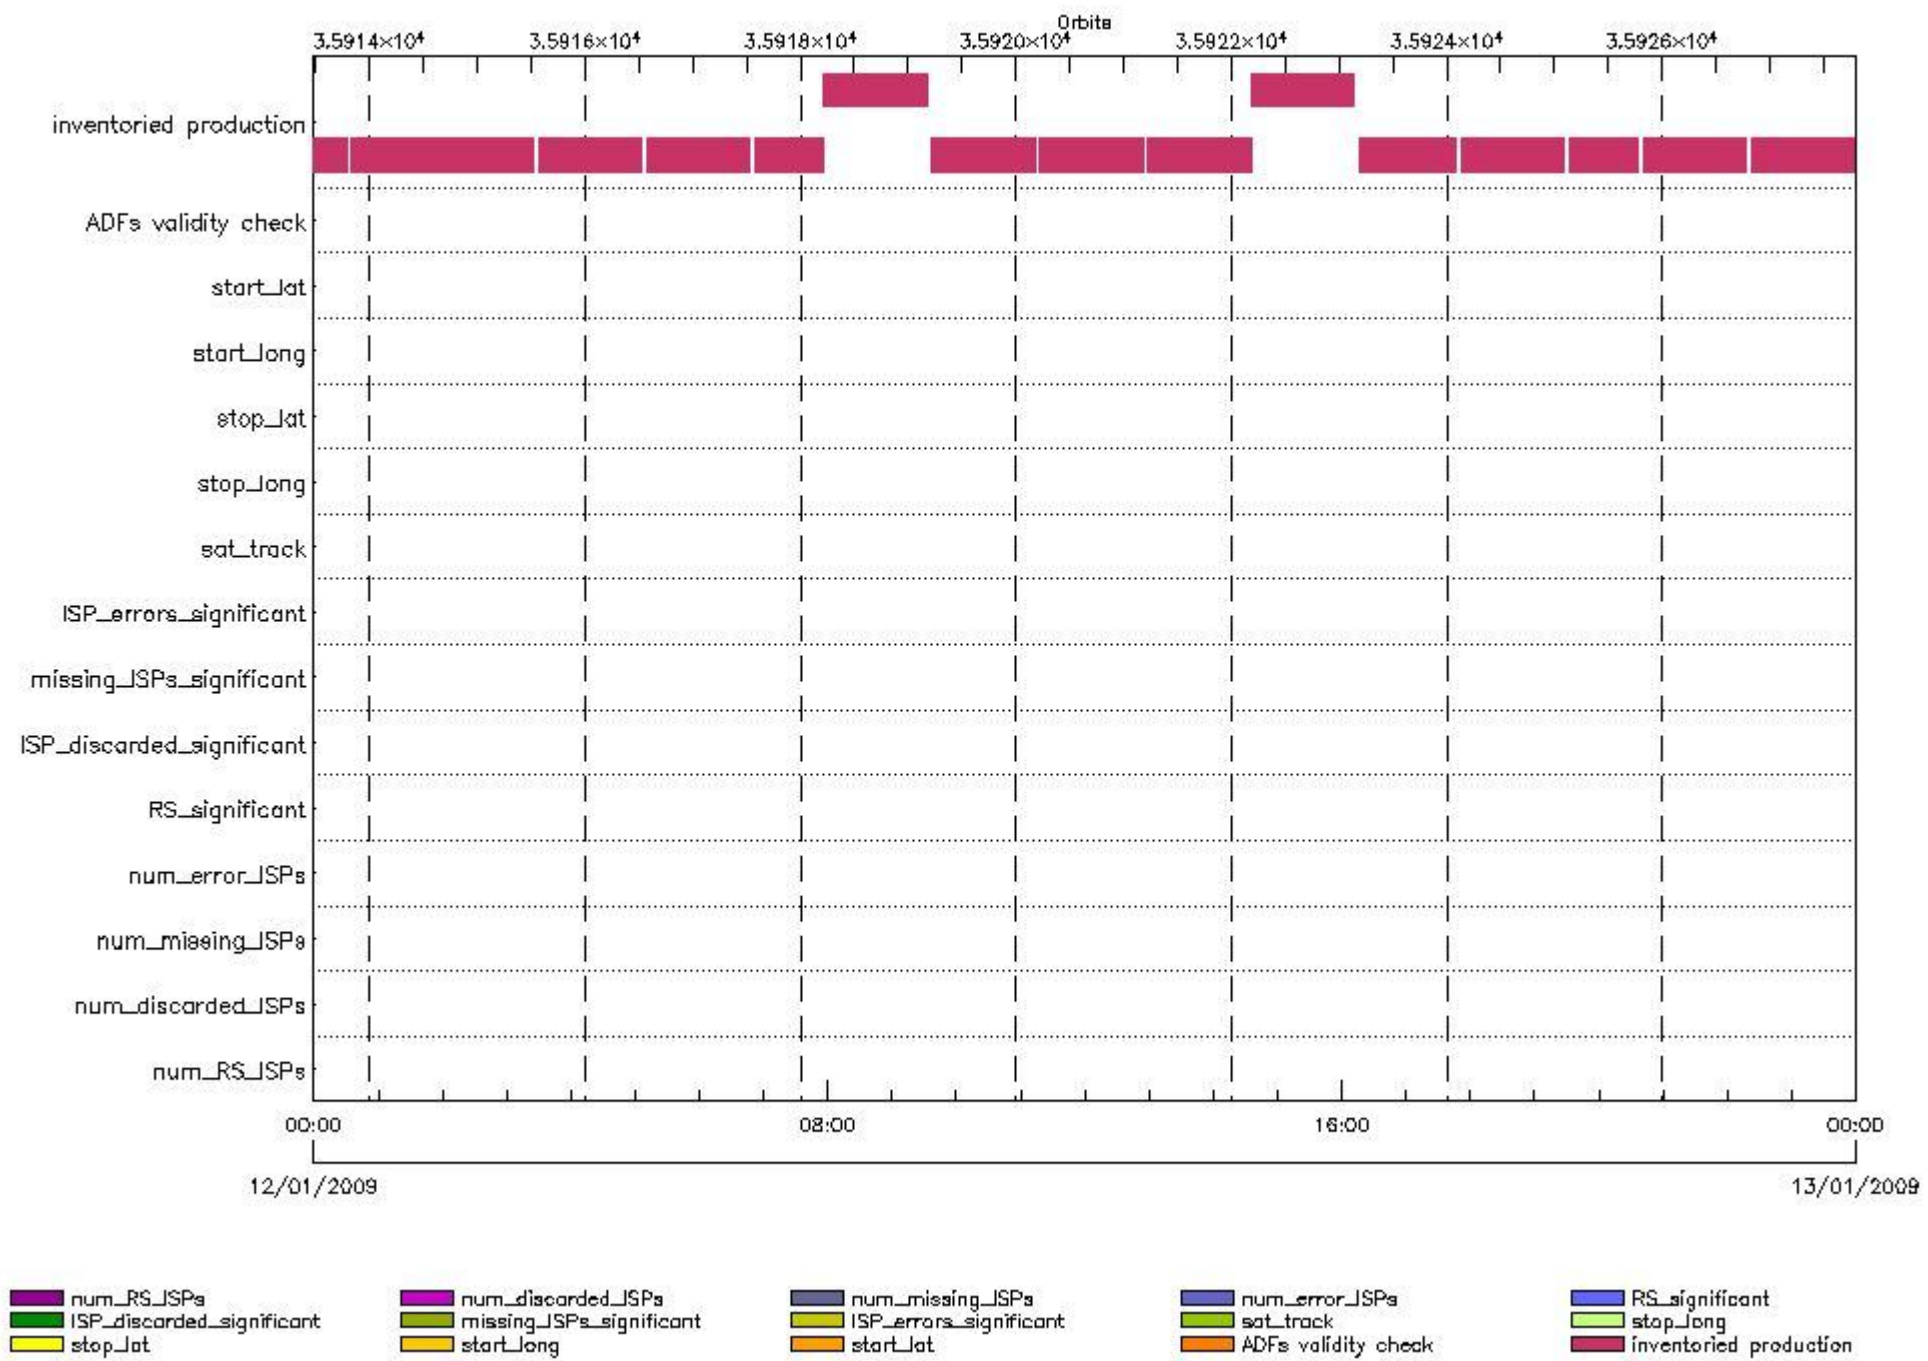 Orbits
3.5914×10⁴ 3.5916×10⁴ 3.5918×10⁴ 3.5920×10⁴ 3.5922×10⁴ 3.5924×10⁴ 3.5926×10⁴
inventoried production
ADFs validity check
start_lat
start_long
stop_lat
stop_long
sat_track
ISP_errors_significant
missing_ISPs_significant
ISP_discarded_significant
RS_significant
num_error_ISPs
num_missing_ISPs
num_discarded_ISPs
num_RS_ISPs
00:00 08:00 16:00 00:00
12/01/2009 13/01/2009
num_RS_ISPs num_discarded_ISPs num_missing_ISPs num_error_ISPs RS_significant
ISP_discarded_significant missing_ISPs_significant ISP_errors_significant sat_track stop_long
stop_lat start_long start_lat ADFs validity check inventoried production